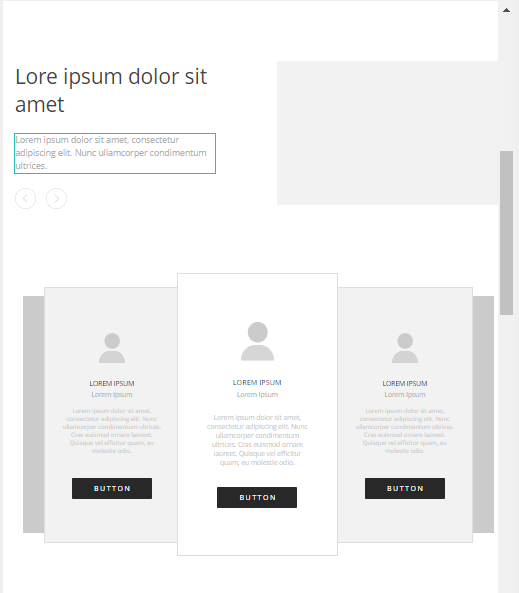 Lore ipsum dolor sit
amet
Lorem ipsum dolor sit amet, consectetur
adipiscing elit. Nunc ullamcorper condimentum
ultrices.
LOREM IPSUM
Lorem Ipsum
Lorem ipsum dolor sit amet,
consectetur adipiscing elit. Nunc
ullamcorper condimentum ultrices.
Cras euismod ornare laoreet.
Quisque vel efficitur quam, eu
molestie odio.
BUTTON
LOREM IPSUM
Lorem Ipsum
Lorem ipsum dolor sit amet,
consectetur adipiscing elit. Nunc
ullamcorper condimentum
ultrices. Cras euismod ornare
laoreet. Quisque vel efficitur
quam, eu molestie odio.
BUTTON
LOREM IPSUM
Lorem Ipsum
Lorem ipsum dolor sit amet,
consectetur adipiscing elit. Nunc
ullamcorper condimentum ultrices.
Cras euismod ornare laoreet.
Quisque vel efficitur quam, eu
molestie odio.
BUTTON